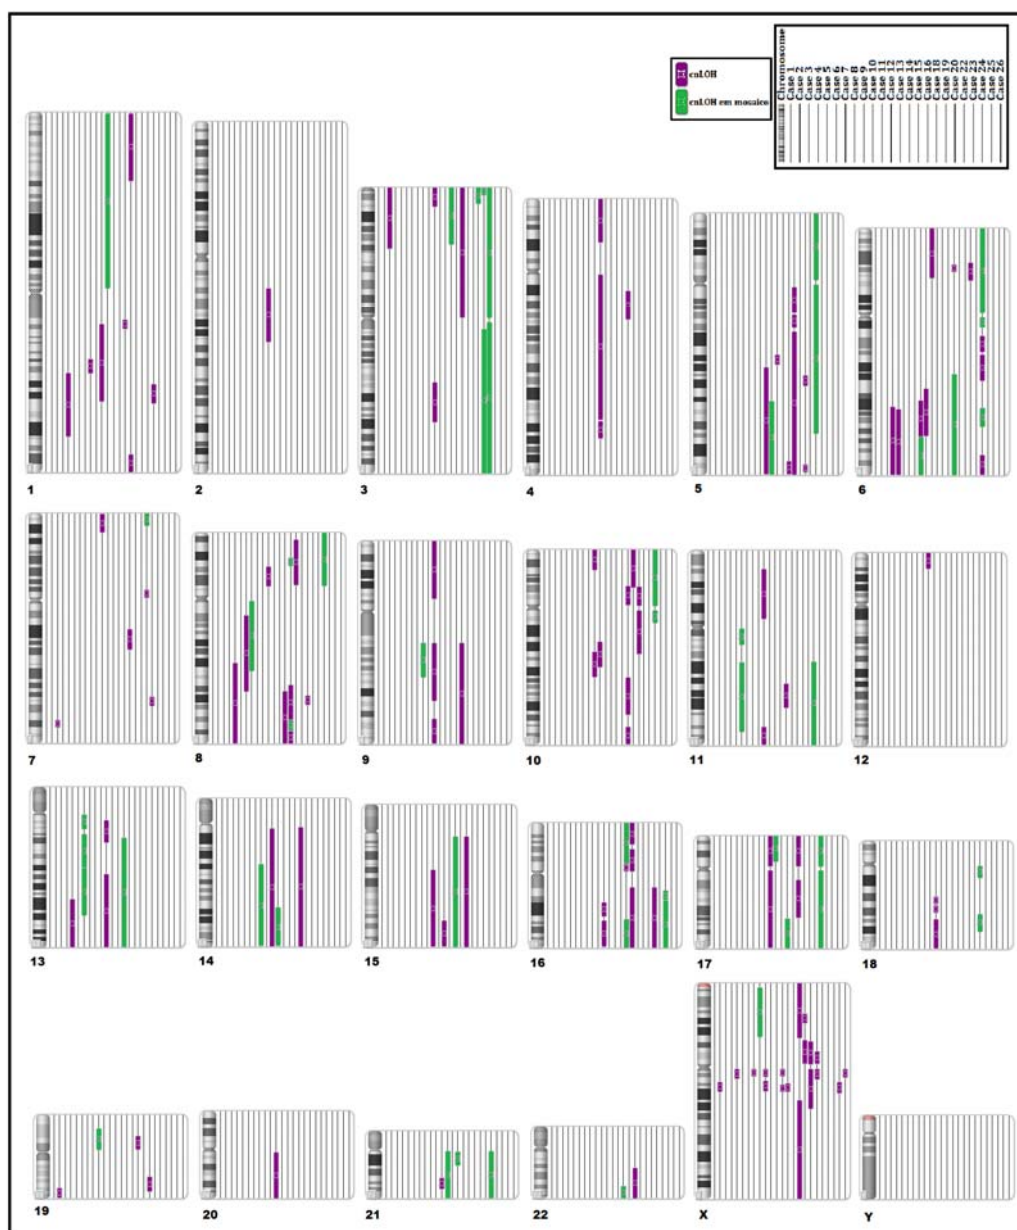 cnLOH
cnLOH em mosaico
Chromosome
Case 1
Case 2
Case 3
Case 4
Case 5
Case 6
Case 7
Case 8
Case 9
Case 10
Case 11
Case 12
Case 13
Case 14
Case 15
Case 16
Case 18
Case 19
Case 20
Case 22
Case 23
Case 24
Case 25
Case 26
1
2
3
4
5
6
7
8
9
10
11
12
13
14
15
16
17
18
19
20
21
22
X
Y